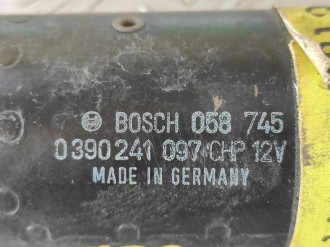 BOSCH 058 745
0 390 241 097 CHP 12V
MADE IN GERMANY